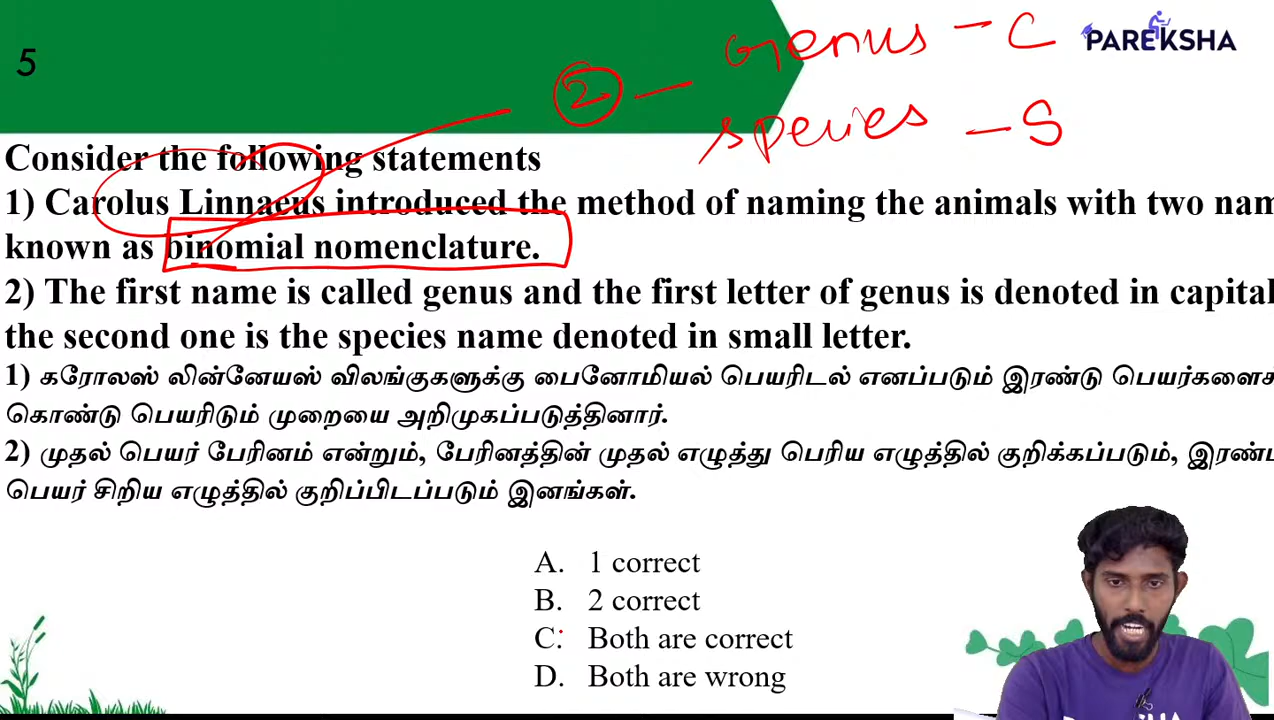 5
Genus - C
PAREKSHA
2 -
species - S
Consider the following statements
1) Carolus Linnaeus introduced the method of naming the animals with two nam
known as binomial nomenclature.
2) The first name is called genus and the first letter of genus is denoted in capital
the second one is the species name denoted in small letter.
1) கரோலஸ் லின்னேயஸ் விலங்குகளுக்கு பைனோமியல் பெயரிடல் எனப்படும் இரண்டு பெயர்களைக
கொண்டு பெயரிடும் முறையை அறிமுகப்படுத்தினார்.
2) முதல் பெயர் பேரினம் என்றும், பேரினத்தின் முதல் எழுத்து பெரிய எழுத்தில் குறிக்கப்படும், இரண்ட
பெயர் சிறிய எழுத்தில் குறிப்பிடப்படும் இனங்கள்.
A. 1 correct
B. 2 correct
C. Both are correct
D. Both are wrong